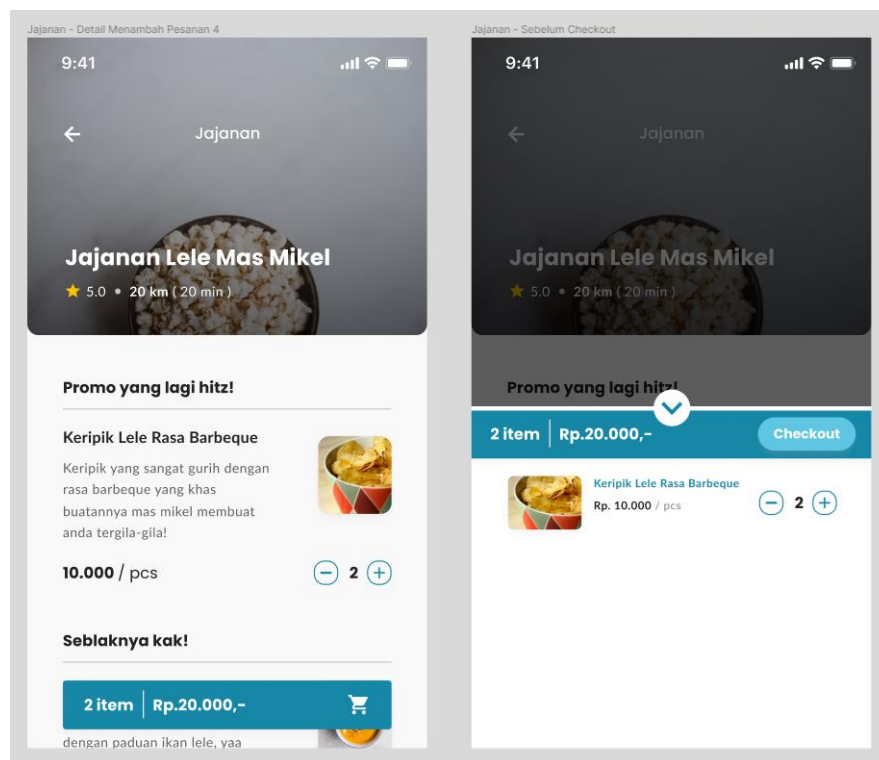 Jajanan - Detail Menambah Pesanan 4
9:41
Jajanan
Jajanan Lele Mas Mikel
5.0 • 20 km ( 20 min )
Promo yang lagi hitz!
Keripik Lele Rasa Barbeque
Keripik yang sangat gurih dengan
rasa barbeque yang khas
buatannya mas mikel membuat
anda tergila-gila!
10.000 / pcs
2
Seblaknya kak!
2 item
Rp.20.000,-
dengan paduan ikan lele, yaa
Jajanan - Sebelum Checkout
9:41
Jajanan
Jajanan Lele Mas Mikel
5.0 • 20 km ( 20 min )
Promo yang lagi hitz!
2 item
Rp.20.000,-
Checkout
Keripik Lele Rasa Barbeque
Rp. 10.000 / pcs
2